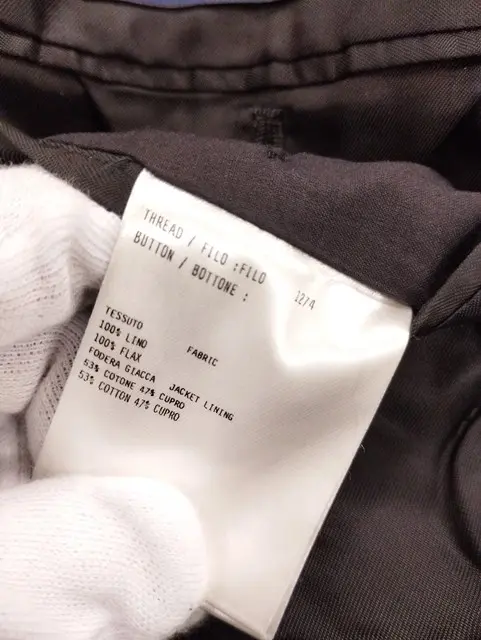 THREAD / FILO :FILO 12/4
BUTTON / BOTTONE :
TESSUTO FABRIC
100% LINO
100% FLAX
FODERA GIACCA JACKET LINING
53% COTONE 47% CUPRO
53% COTTON 47% CUPRO